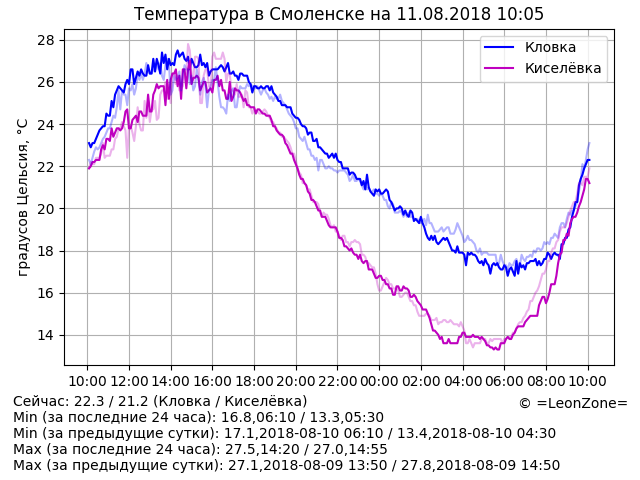 Температура в Смоленске на 11.08.2018 10:05
Кловка
Киселёвка
градусов Цельсия, °C
28
26
24
22
20
18
16
14
10:00 12:00 14:00 16:00 18:00 20:00 22:00 00:00 02:00 04:00 06:00 08:00 10:00
Сейчас: 22.3 / 21.2 (Кловка / Киселёвка)
© =LeonZone=
Min (за последние 24 часа): 16.8,06:10 / 13.3,05:30
Min (за предыдущие сутки): 17.1,2018-08-10 06:10 / 13.4,2018-08-10 04:30
Max (за последние 24 часа): 27.5,14:20 / 27.0,14:55
Max (за предыдущие сутки): 27.1,2018-08-09 13:50 / 27.8,2018-08-09 14:50